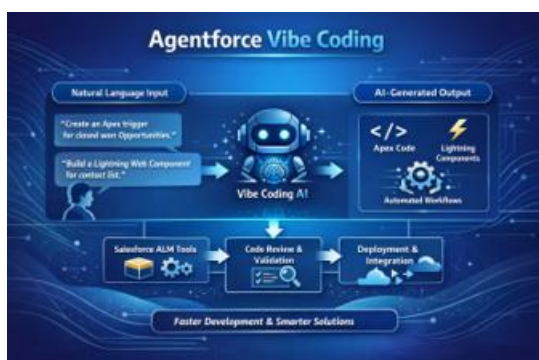 Agentforce Vibe Coding
Natural Language Input
"Create an Apex trigger
for closed won Opportunities."
"Build a Lightning Web Component
for contact list."
Vibe Coding AI
AI-Generated Output
</>
Apex Code
Lightning
Components
Automated Workflows
Salesforce ALM Tools
Code Review &
Validation
Deployment &
Integration
Faster Development & Smarter Solutions